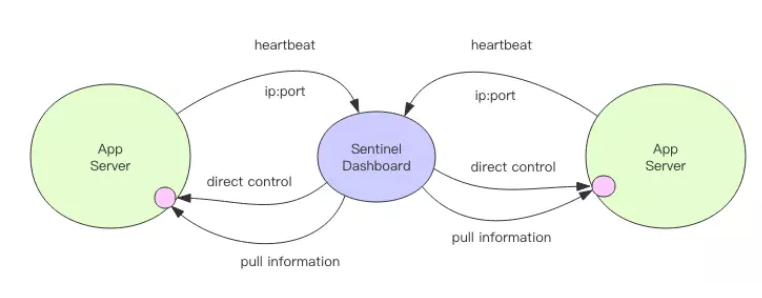 heartbeat
heartbeat
ip:port
ip:port
App
Server
Sentinel
Dashboard
App
Server
direct control
direct control
pull information
pull information